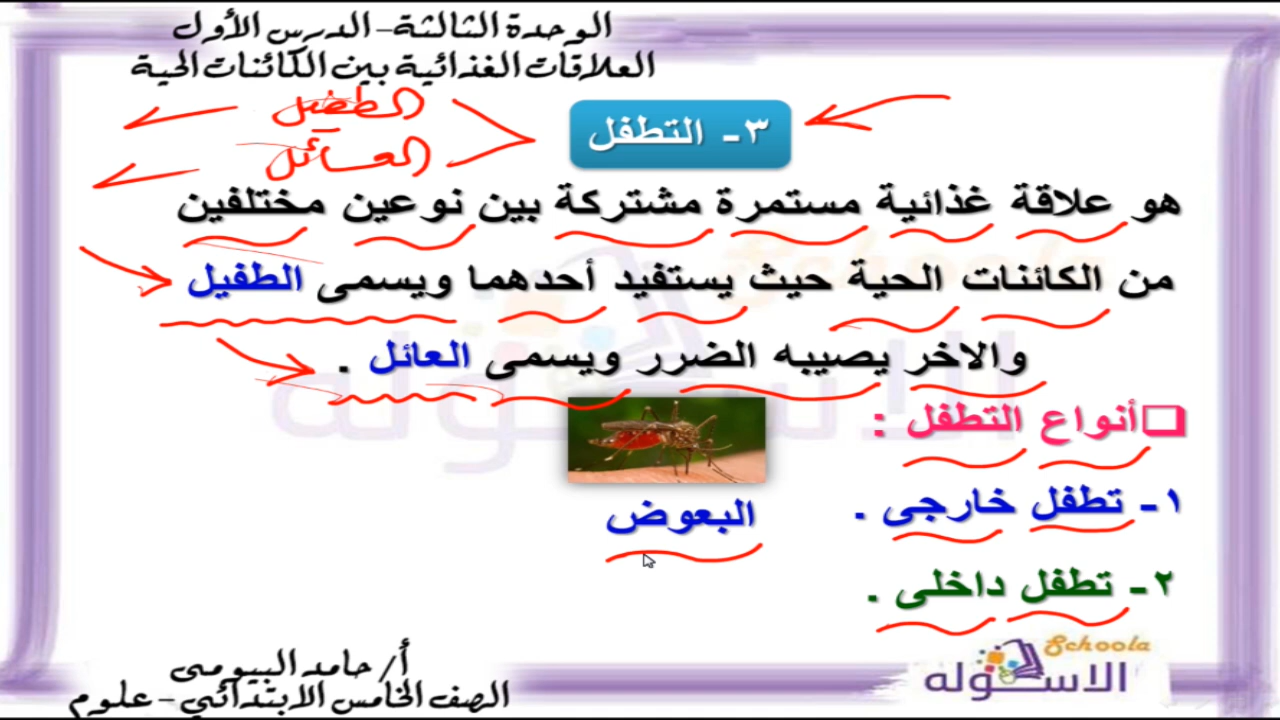 الوحدة الثالثة - الدرس الأول
العلاقات الغذائية بين الكائنات الحية
الطفيل
العائل
٣- التطفل
هو علاقة غذائية مستمرة مشتركة بين نوعين مختلفين
من الكائنات الحية حيث يستفيد أحدهما ويسمى الطفيل
والاخر يصيبه الضرر ويسمى العائل .
أنواع التطفل :
١- تطفل خارجى .
البعوض
٢- تطفل داخلى .
أ/ حامد البيومى
الصف الخامس الابتدائي - علوم
Schoola
الاسكوله